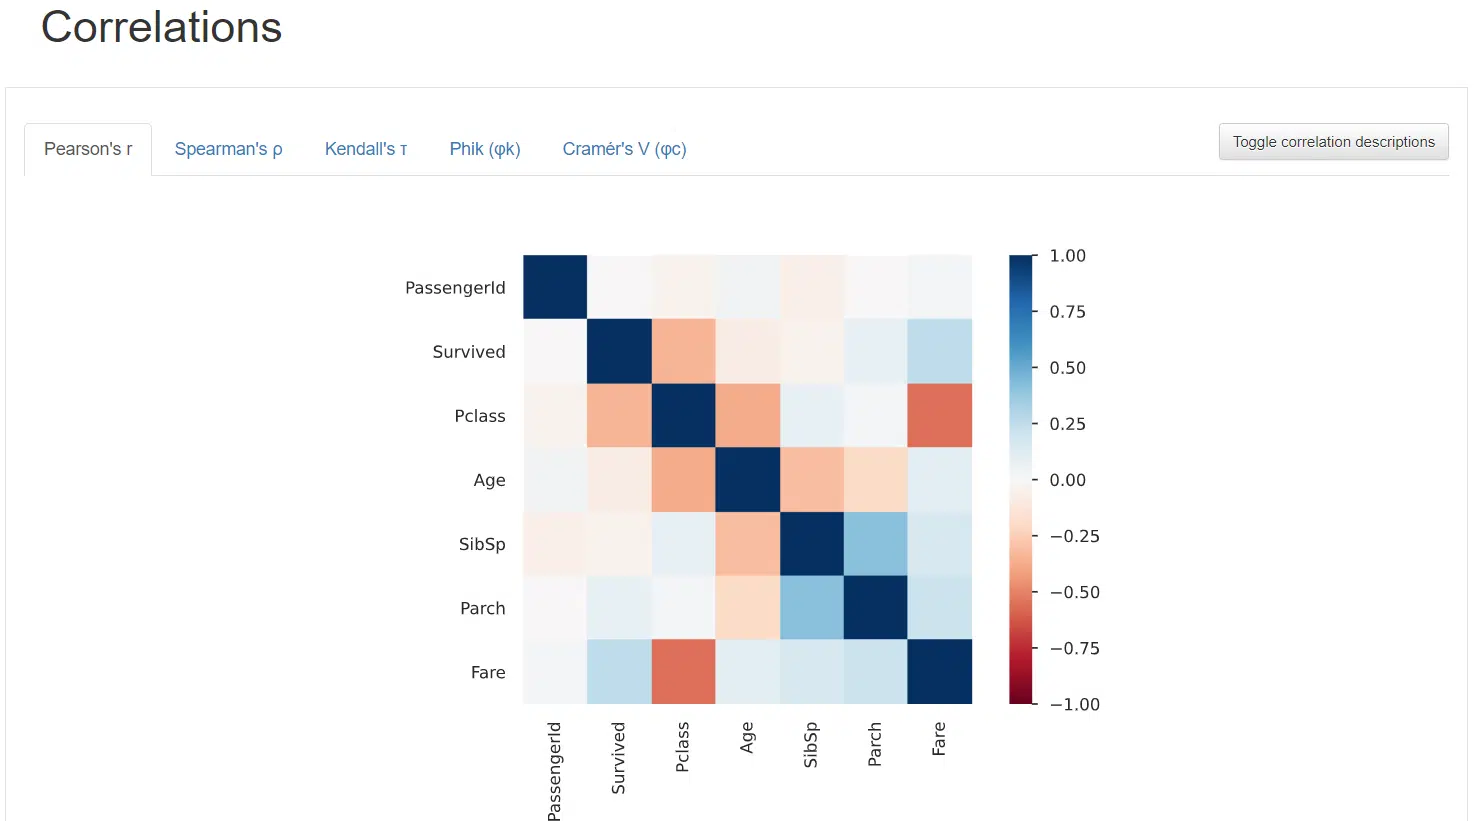 Correlations
Pearson's r
Spearman's ρ
Kendall's τ
Phik (φk)
Cramér's V (φc)
Toggle correlation descriptions
PassengerId
Survived
Pclass
Age
SibSp
Parch
Fare
1.00
0.75
0.50
0.25
0.00
−0.25
−0.50
−0.75
−1.00
PassengerId
Survived
Pclass
Age
SibSp
Parch
Fare